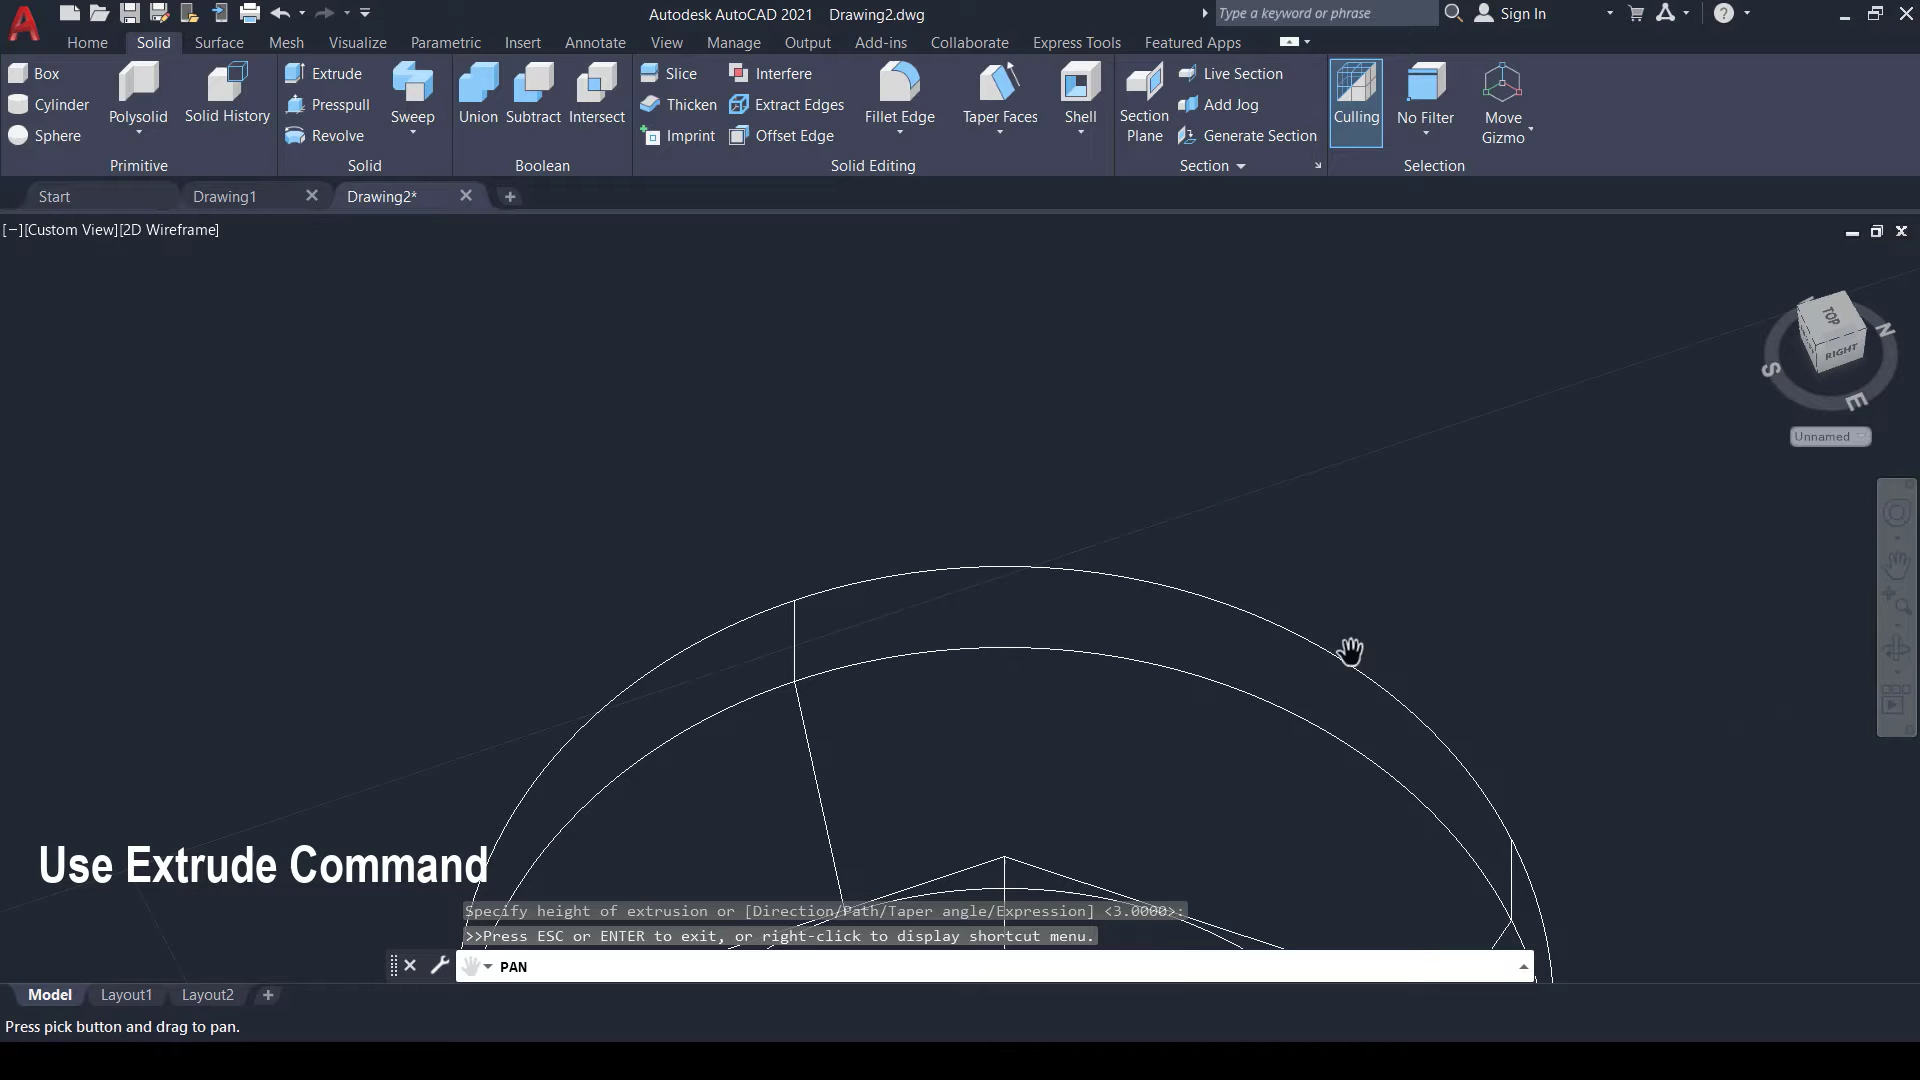 Autodesk AutoCAD 2021 Drawing2.dwg
Type a keyword or phrase
Sign In
Home Solid Surface Mesh Visualize Parametric Insert Annotate View Manage Output Add-ins Collaborate Express Tools Featured Apps
Box
Cylinder
Sphere
Polysolid
Solid History
Primitive
Extrude
Presspull
Revolve
Sweep
Solid
Union
Subtract
Intersect
Boolean
Slice
Thicken
Imprint
Interfere
Extract Edges
Offset Edge
Fillet Edge
Taper Faces
Shell
Solid Editing
Section
Plane
Live Section
Add Jog
Generate Section
Section
Culling
No Filter
Move
Gizmo
Selection
Start
Drawing1
Drawing2*
[−][Custom View][2D Wireframe]
TOP
RIGHT
N
S
E
Unnamed
Use Extrude Command
Specify height of extrusion or [Direction/Path/Taper angle/Expression] <3.0000>:
>>Press ESC or ENTER to exit, or right-click to display shortcut menu.
PAN
Model Layout1 Layout2
Press pick button and drag to pan.